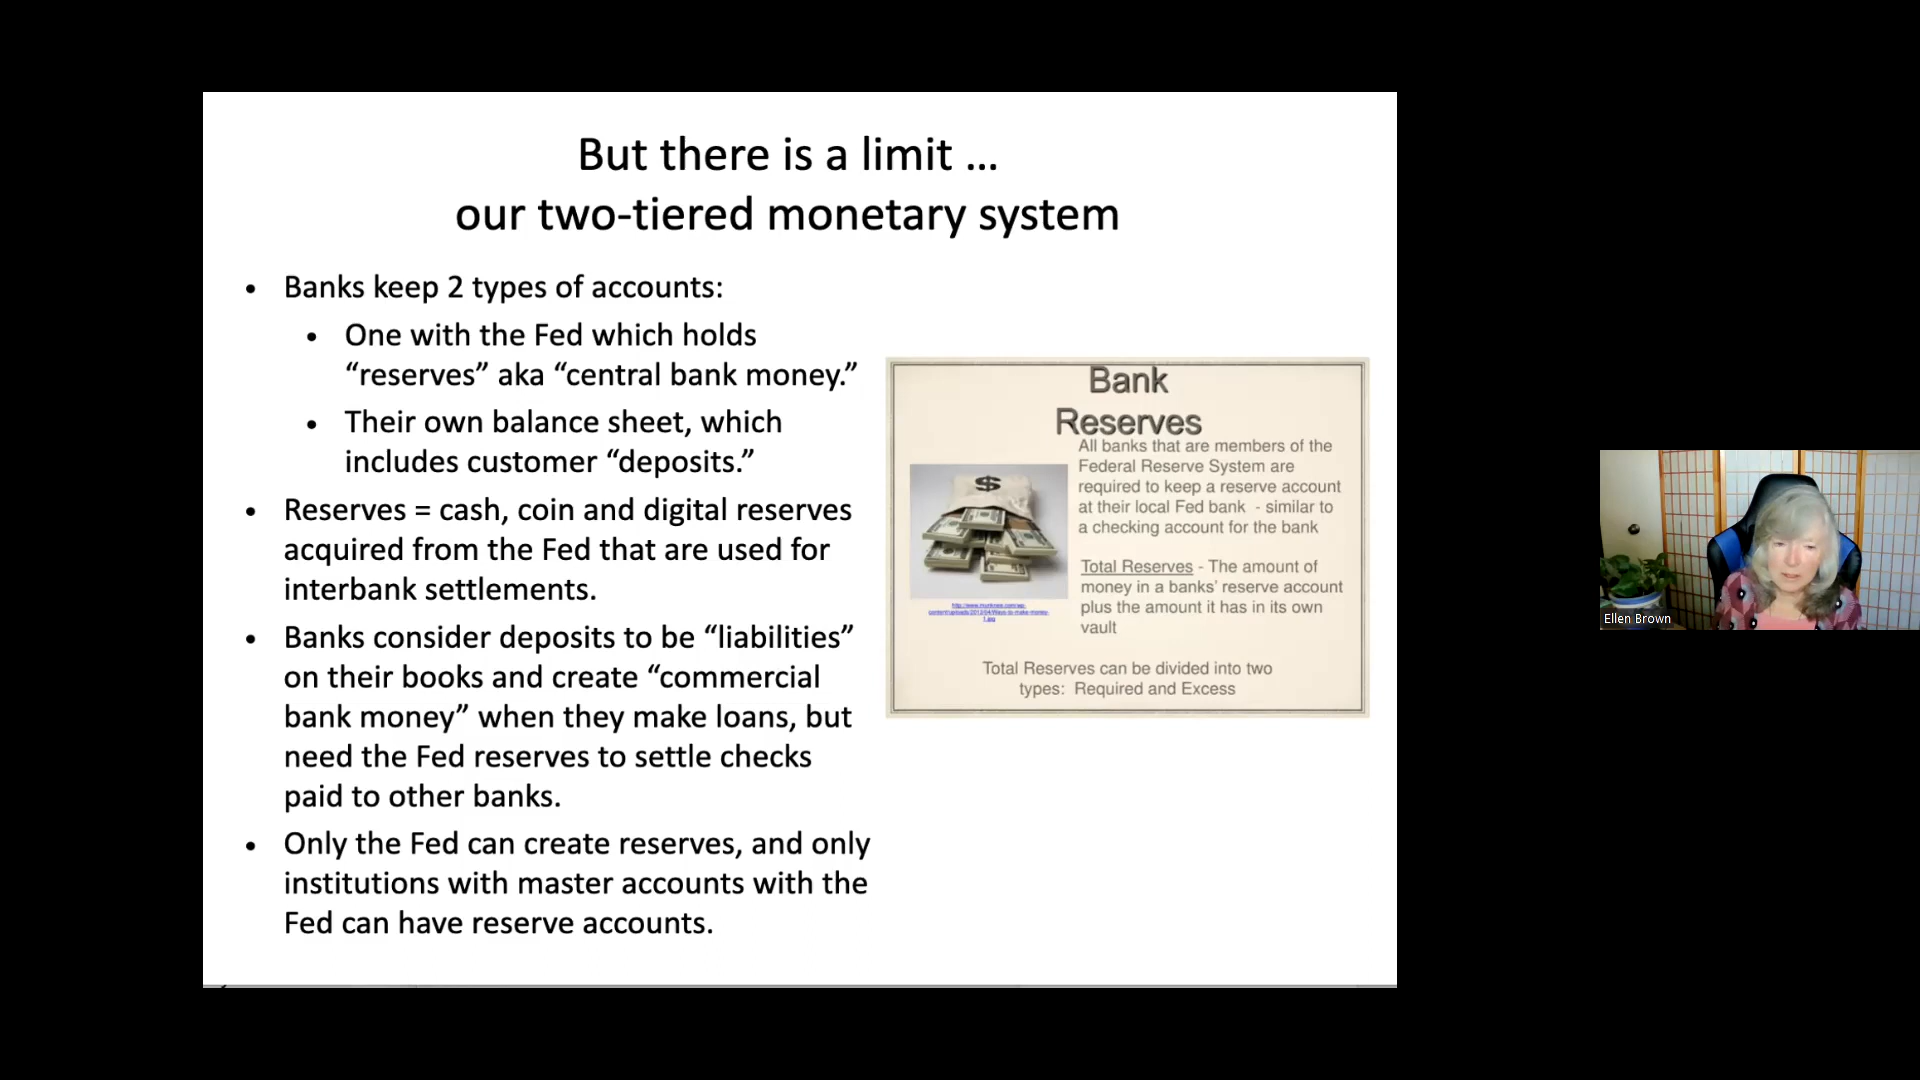 But there is a limit ...
our two-tiered monetary system
• Banks keep 2 types of accounts:
• One with the Fed which holds
“reserves” aka “central bank money.”
• Their own balance sheet, which
includes customer “deposits.”
• Reserves = cash, coin and digital reserves
acquired from the Fed that are used for
interbank settlements.
• Banks consider deposits to be “liabilities”
on their books and create “commercial
bank money” when they make loans, but
need the Fed reserves to settle checks
paid to other banks.
• Only the Fed can create reserves, and only
institutions with master accounts with the
Fed can have reserve accounts.
Bank
Reserves
All banks that are members of the
Federal Reserve System are
required to keep a reserve account
at their local Fed bank - similar to
a checking account for the bank
$
Total Reserves - The amount of
money in a banks’ reserve account
plus the amount it has in its own
vault
Total Reserves can be divided into two
types: Required and Excess
Ellen Brown